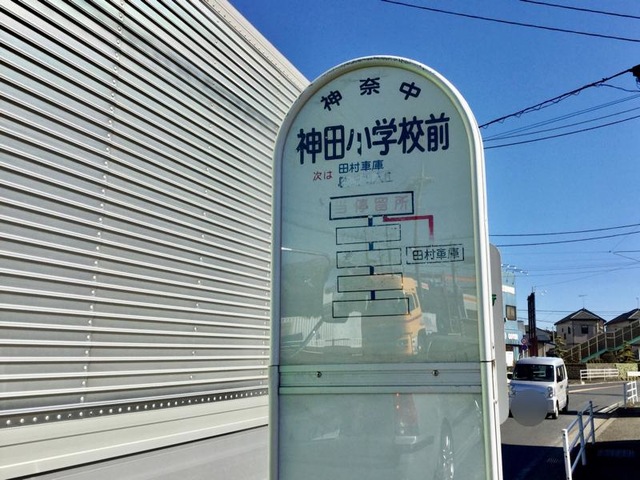 神奈中
神田小学校前
次は 田村車庫
当停留所
田村車庫